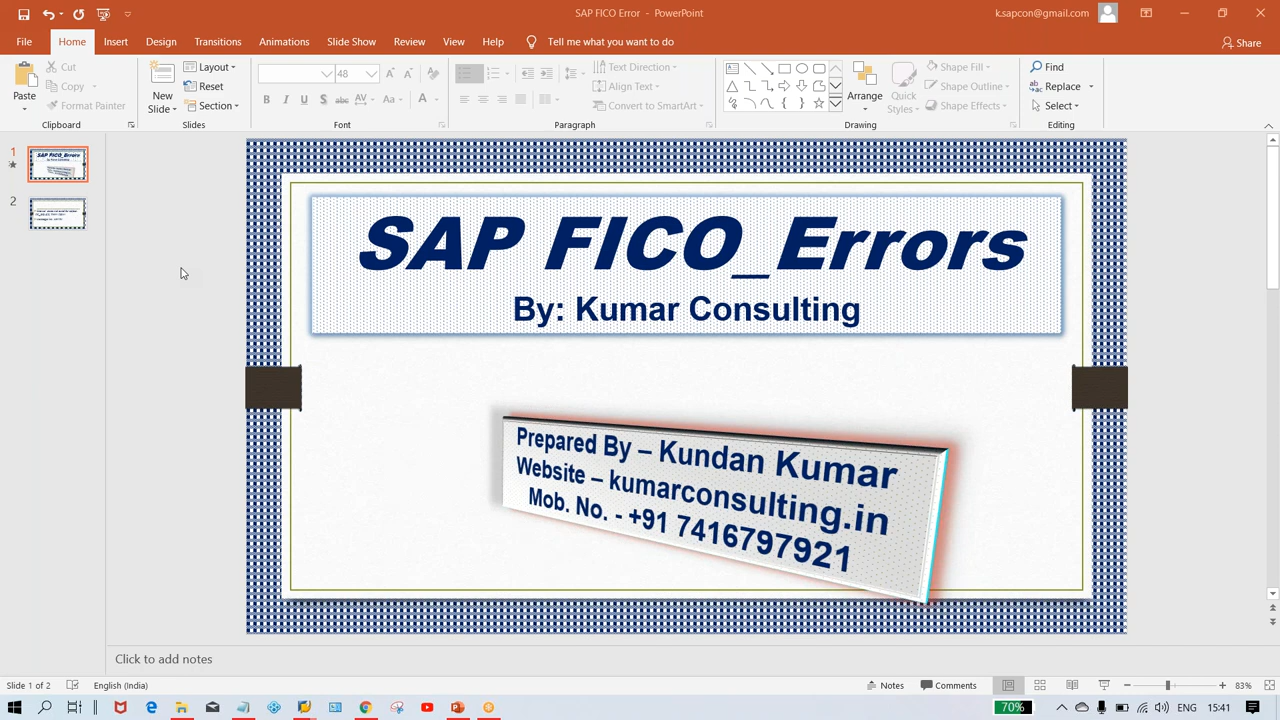 SAP FICO Error - PowerPoint
k.sapcon@gmail.com
File Home Insert Design Transitions Animations Slide Show Review View Help Tell me what you want to do
Share
Paste
Cut
Copy
Format Painter
Clipboard
New Slide
Layout
Reset
Section
Slides
48
Font
Text Direction
Align Text
Convert to SmartArt
Paragraph
Arrange
Quick Styles
Shape Fill
Shape Outline
Shape Effects
Drawing
Find
Replace
Select
Editing
1
2
SAP FICO_Errors
By: Kumar Consulting
Prepared By – Kundan Kumar
Website – kumarconsulting.in
Mob. No. - +91 7416797921
Click to add notes
Slide 1 of 2
English (India)
Notes
Comments
83%
70%
ENG
15:41